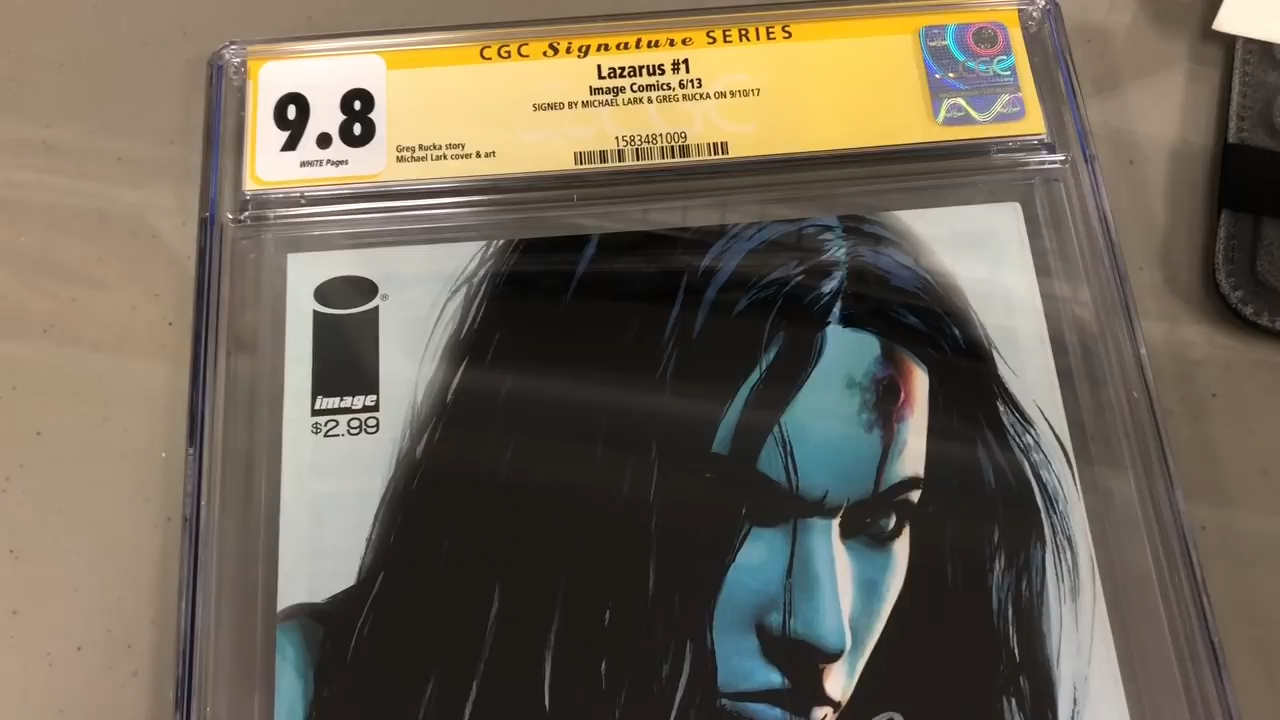 CGC Signature SERIES
Lazarus #1
Image Comics, 6/13
SIGNED BY MICHAEL LARK & GREG RUCKA ON 9/10/17
9.8
WHITE Pages
Greg Rucka story
Michael Lark cover & art
1583481009
CGC
®
image
$2.99